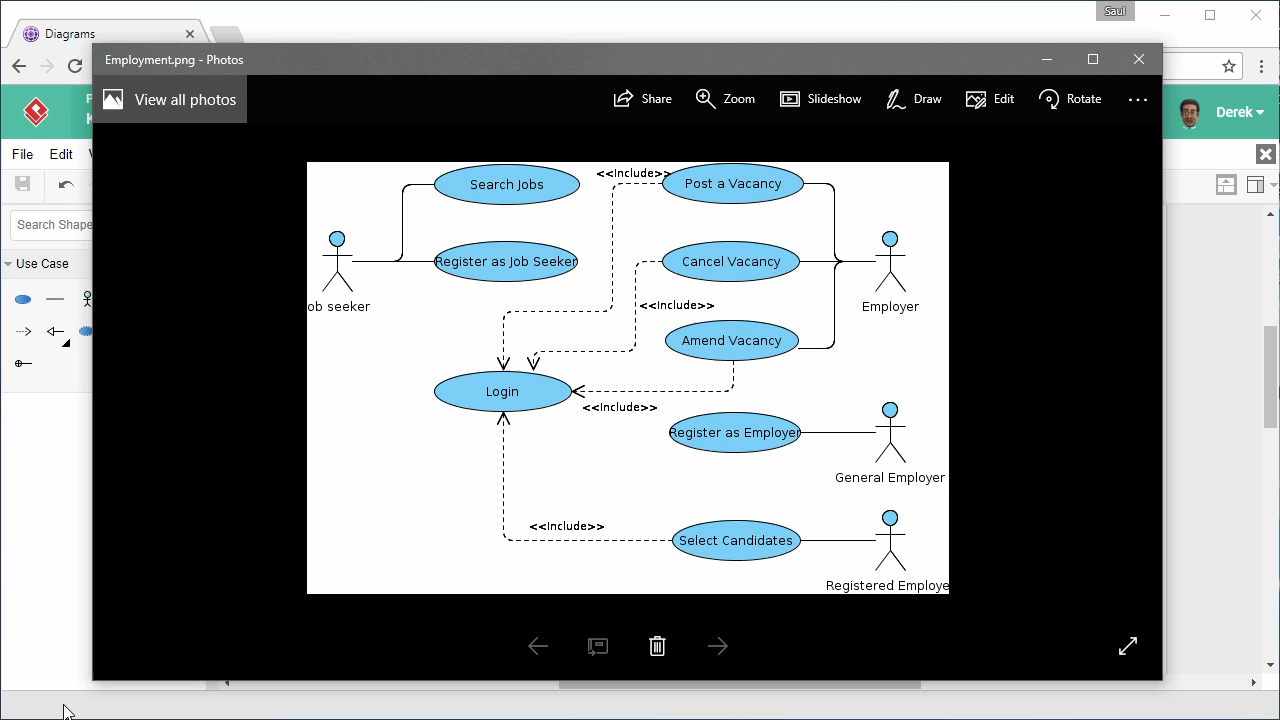 Saul
Diagrams
Employment.png - Photos
View all photos
Share
Zoom
Slideshow
Draw
Edit
Rotate
Derek
File
Edit
Search Shape
Use Case
<<Include>>
Search Jobs
Post a Vacancy
Register as Job Seeker
Cancel Vacancy
ob seeker
<<Include>>
Employer
Amend Vacancy
Login
<<Include>>
Register as Employer
General Employer
<<Include>>
Select Candidates
Registered Employe